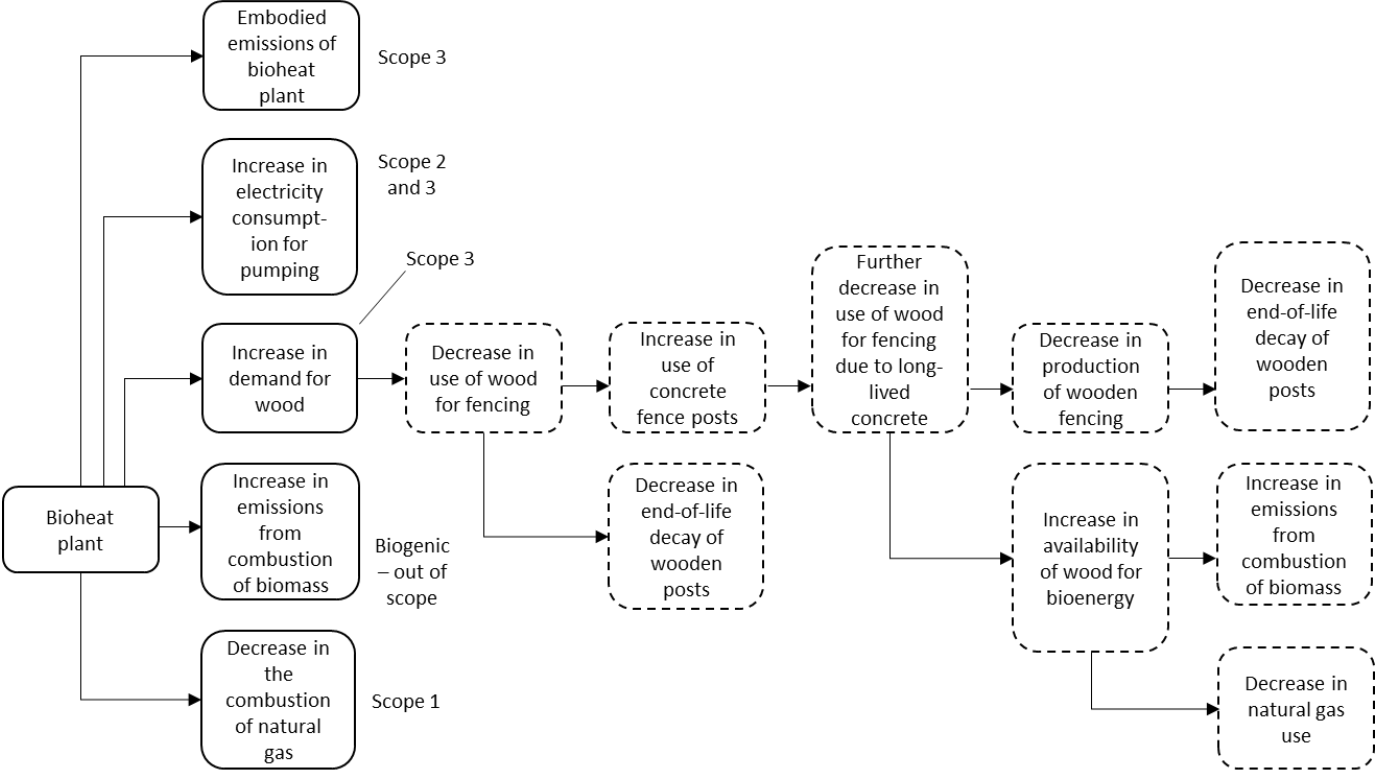 Embodied
emissions of
bioheat
plant
Scope 3
Increase in
electricity
consumpt-
ion for
pumping
Scope 2
and 3
Scope 3
Increase in
demand for
wood
Decrease in
use of wood
for fencing
Increase in
use of
concrete
fence posts
Further
decrease in
use of wood
for fencing
due to long-
lived
concrete
Decrease in
production
of wooden
fencing
Decrease in
end-of-life
decay of
wooden
posts
Bioheat
plant
Increase in
emissions
from
combustion
of biomass
Biogenic
– out of
scope
Decrease in
end-of-life
decay of
wooden
posts
Increase in
availability
of wood for
bioenergy
Increase in
emissions
from
combustion
of biomass
Decrease in
the
combustion
of natural
gas
Scope 1
Decrease in
natural gas
use